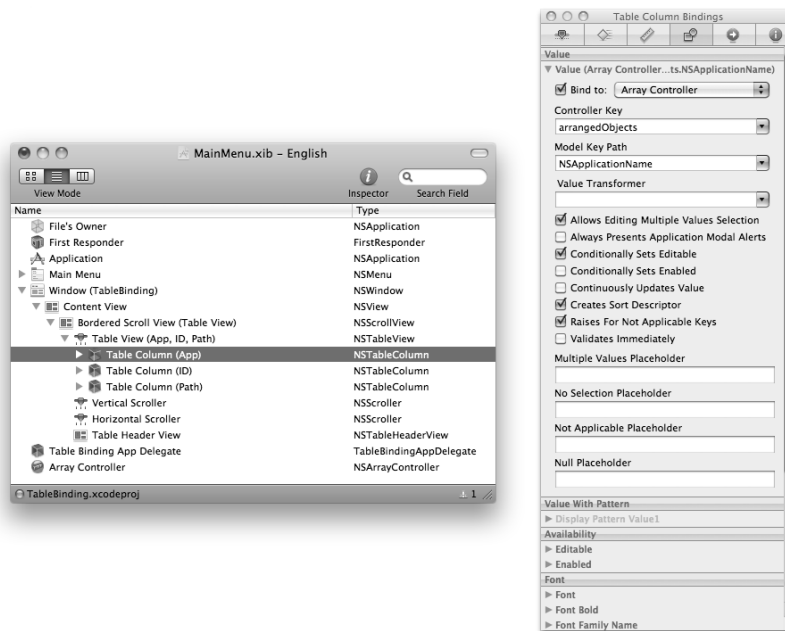 MainMenu.xib – English
View Mode
Inspector
Search Field
Name Type
File's Owner NSApplication
First Responder FirstResponder
Application NSApplication
Main Menu NSMenu
Window (TableBinding) NSWindow
Content View NSView
Bordered Scroll View (Table View) NSScrollView
Table View (App, ID, Path) NSTableView
Table Column (App) NSTableColumn
Table Column (ID) NSTableColumn
Table Column (Path) NSTableColumn
Vertical Scroller NSScroller
Horizontal Scroller NSScroller
Table Header View NSTableHeaderView
Table Binding App Delegate TableBindingAppDelegate
Array Controller NSArrayController
TableBinding.xcodeproj 1
Table Column Bindings
Value
Value (Array Controller...ts.NSApplicationName)
Bind to: Array Controller
Controller Key
arrangedObjects
Model Key Path
NSApplicationName
Value Transformer
Allows Editing Multiple Values Selection
Always Presents Application Modal Alerts
Conditionally Sets Editable
Conditionally Sets Enabled
Continuously Updates Value
Creates Sort Descriptor
Raises For Not Applicable Keys
Validates Immediately
Multiple Values Placeholder
No Selection Placeholder
Not Applicable Placeholder
Null Placeholder
Value With Pattern
Display Pattern Value1
Availability
Editable
Enabled
Font
Font
Font Bold
Font Family Name